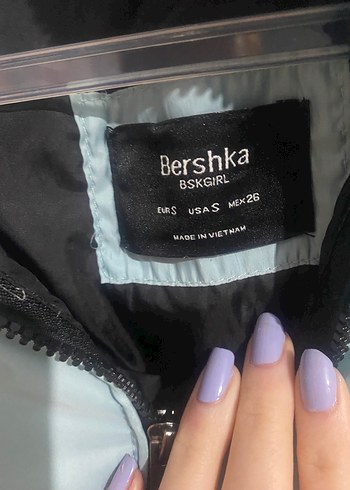 Bershka
BSKGIRL
EUR S USA S MEX 26
MADE IN VIETNAM